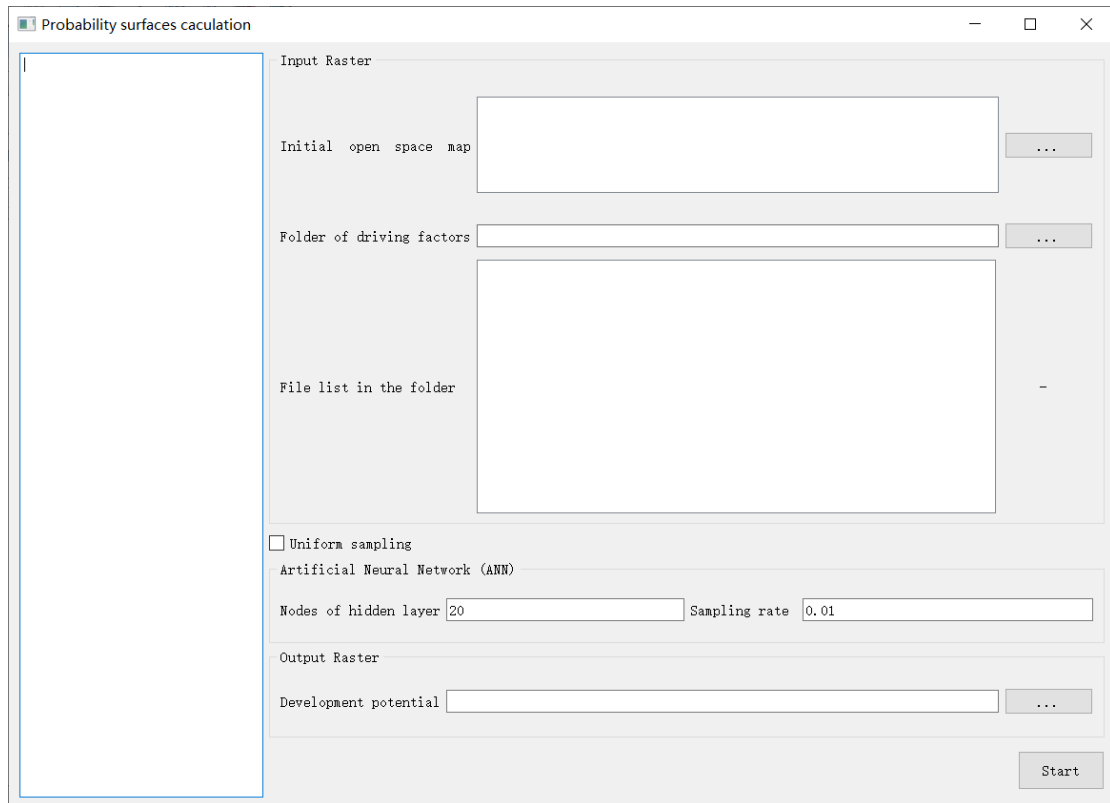 Probability surfaces caculation
Input Raster
Initial open space map
...
Folder of driving factors
...
File list in the folder
-
Uniform sampling
Artificial Neural Network (ANN)
Nodes of hidden layer 20 Sampling rate 0.01
Output Raster
Development potential
...
Start